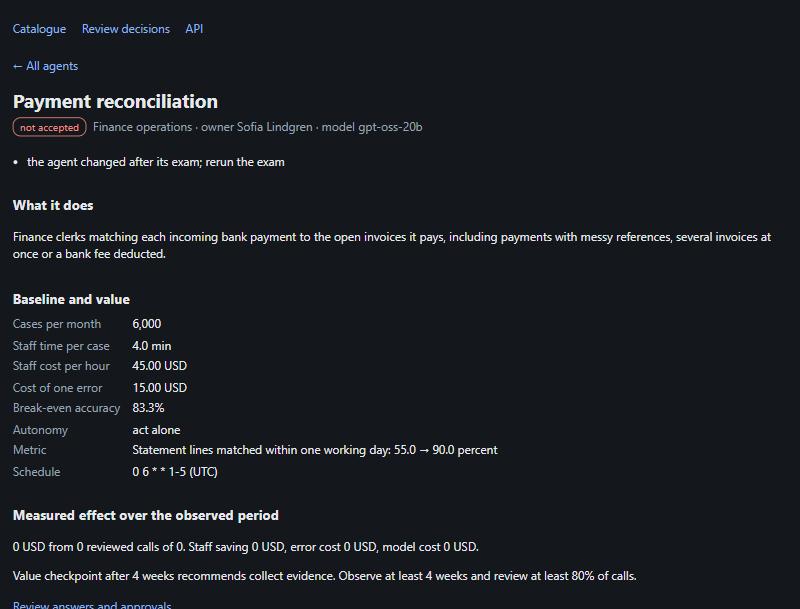 Catalogue Review decisions API
← All agents
Payment reconciliation
not accepted Finance operations · owner Sofia Lindgren · model gpt-oss-20b
• the agent changed after its exam; rerun the exam
What it does
Finance clerks matching each incoming bank payment to the open invoices it pays, including payments with messy references, several invoices at
once or a bank fee deducted.
Baseline and value
Cases per month 6,000
Staff time per case 4.0 min
Staff cost per hour 45.00 USD
Cost of one error 15.00 USD
Break-even accuracy 83.3%
Autonomy act alone
Metric Statement lines matched within one working day: 55.0 → 90.0 percent
Schedule 0 6 * * 1-5 (UTC)
Measured effect over the observed period
0 USD from 0 reviewed calls of 0. Staff saving 0 USD, error cost 0 USD, model cost 0 USD.
Value checkpoint after 4 weeks recommends collect evidence. Observe at least 4 weeks and review at least 80% of calls.
Review answers and approvals